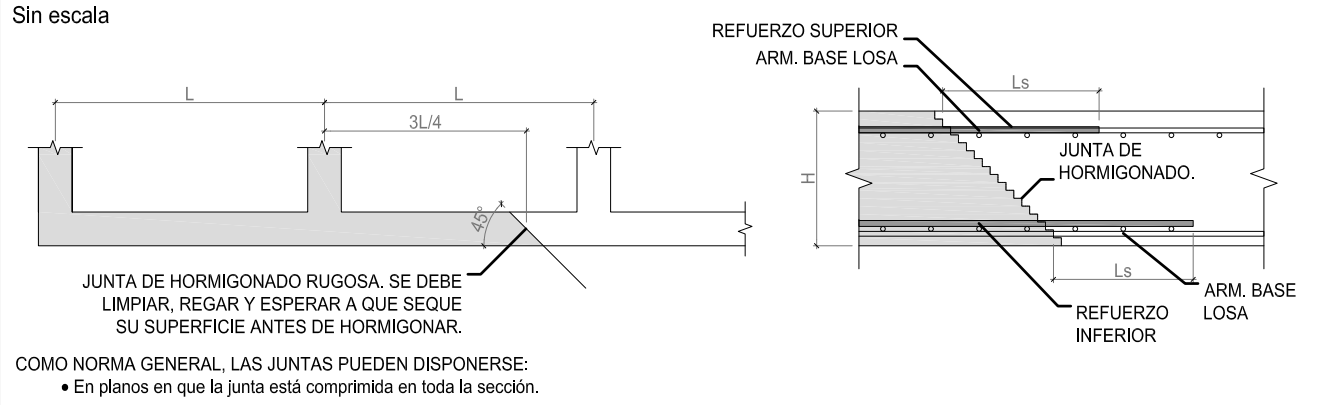 Sin escala
L
L
3L/4
45°
JUNTA DE HORMIGONADO RUGOSA. SE DEBE
LIMPIAR, REGAR Y ESPERAR A QUE SEQUE
SU SUPERFICIE ANTES DE HORMIGONAR.
REFUERZO SUPERIOR
ARM. BASE LOSA
Ls
H
JUNTA DE
HORMIGONADO.
Ls
REFUERZO
INFERIOR
ARM. BASE
LOSA
COMO NORMA GENERAL, LAS JUNTAS PUEDEN DISPONERSE:
• En planos en que la junta está comprimida en toda la sección.